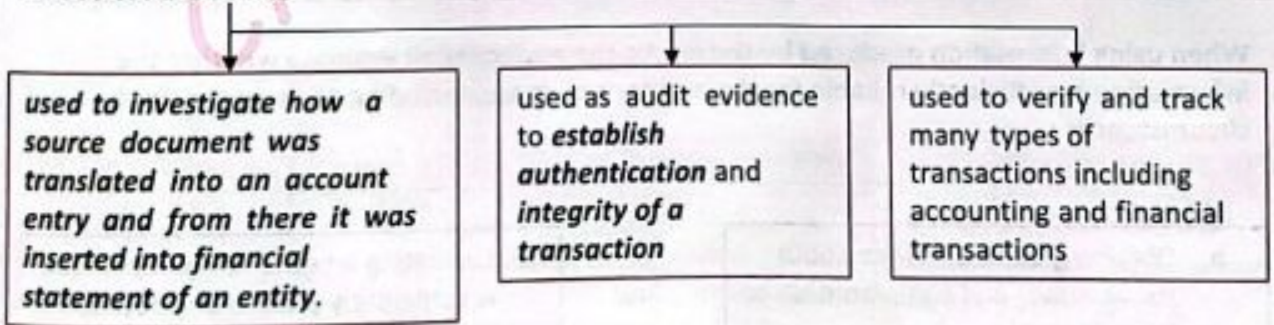 used to investigate how a
source document was
translated into an account
entry and from there it was
inserted into financial
statement of an entity.
used as audit evidence
to establish
authentication and
integrity of a
transaction
used to verify and track
many types of
transactions including
accounting and financial
transactions